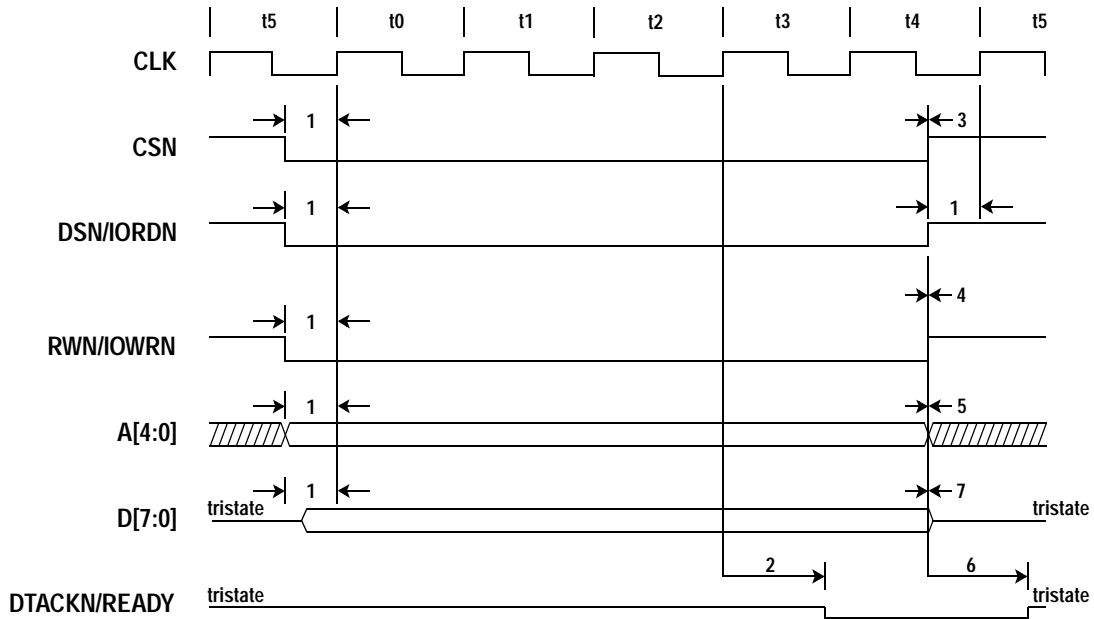 t5 t0 t1 t2 t3 t4 t5
CLK
1 3
CSN
1 1
DSN/IORDN
4
1
RWN/IOWRN
1 5
A[4:0]
1 7
tristate tristate
D[7:0]
2 6
tristate tristate
DTACKN/READY